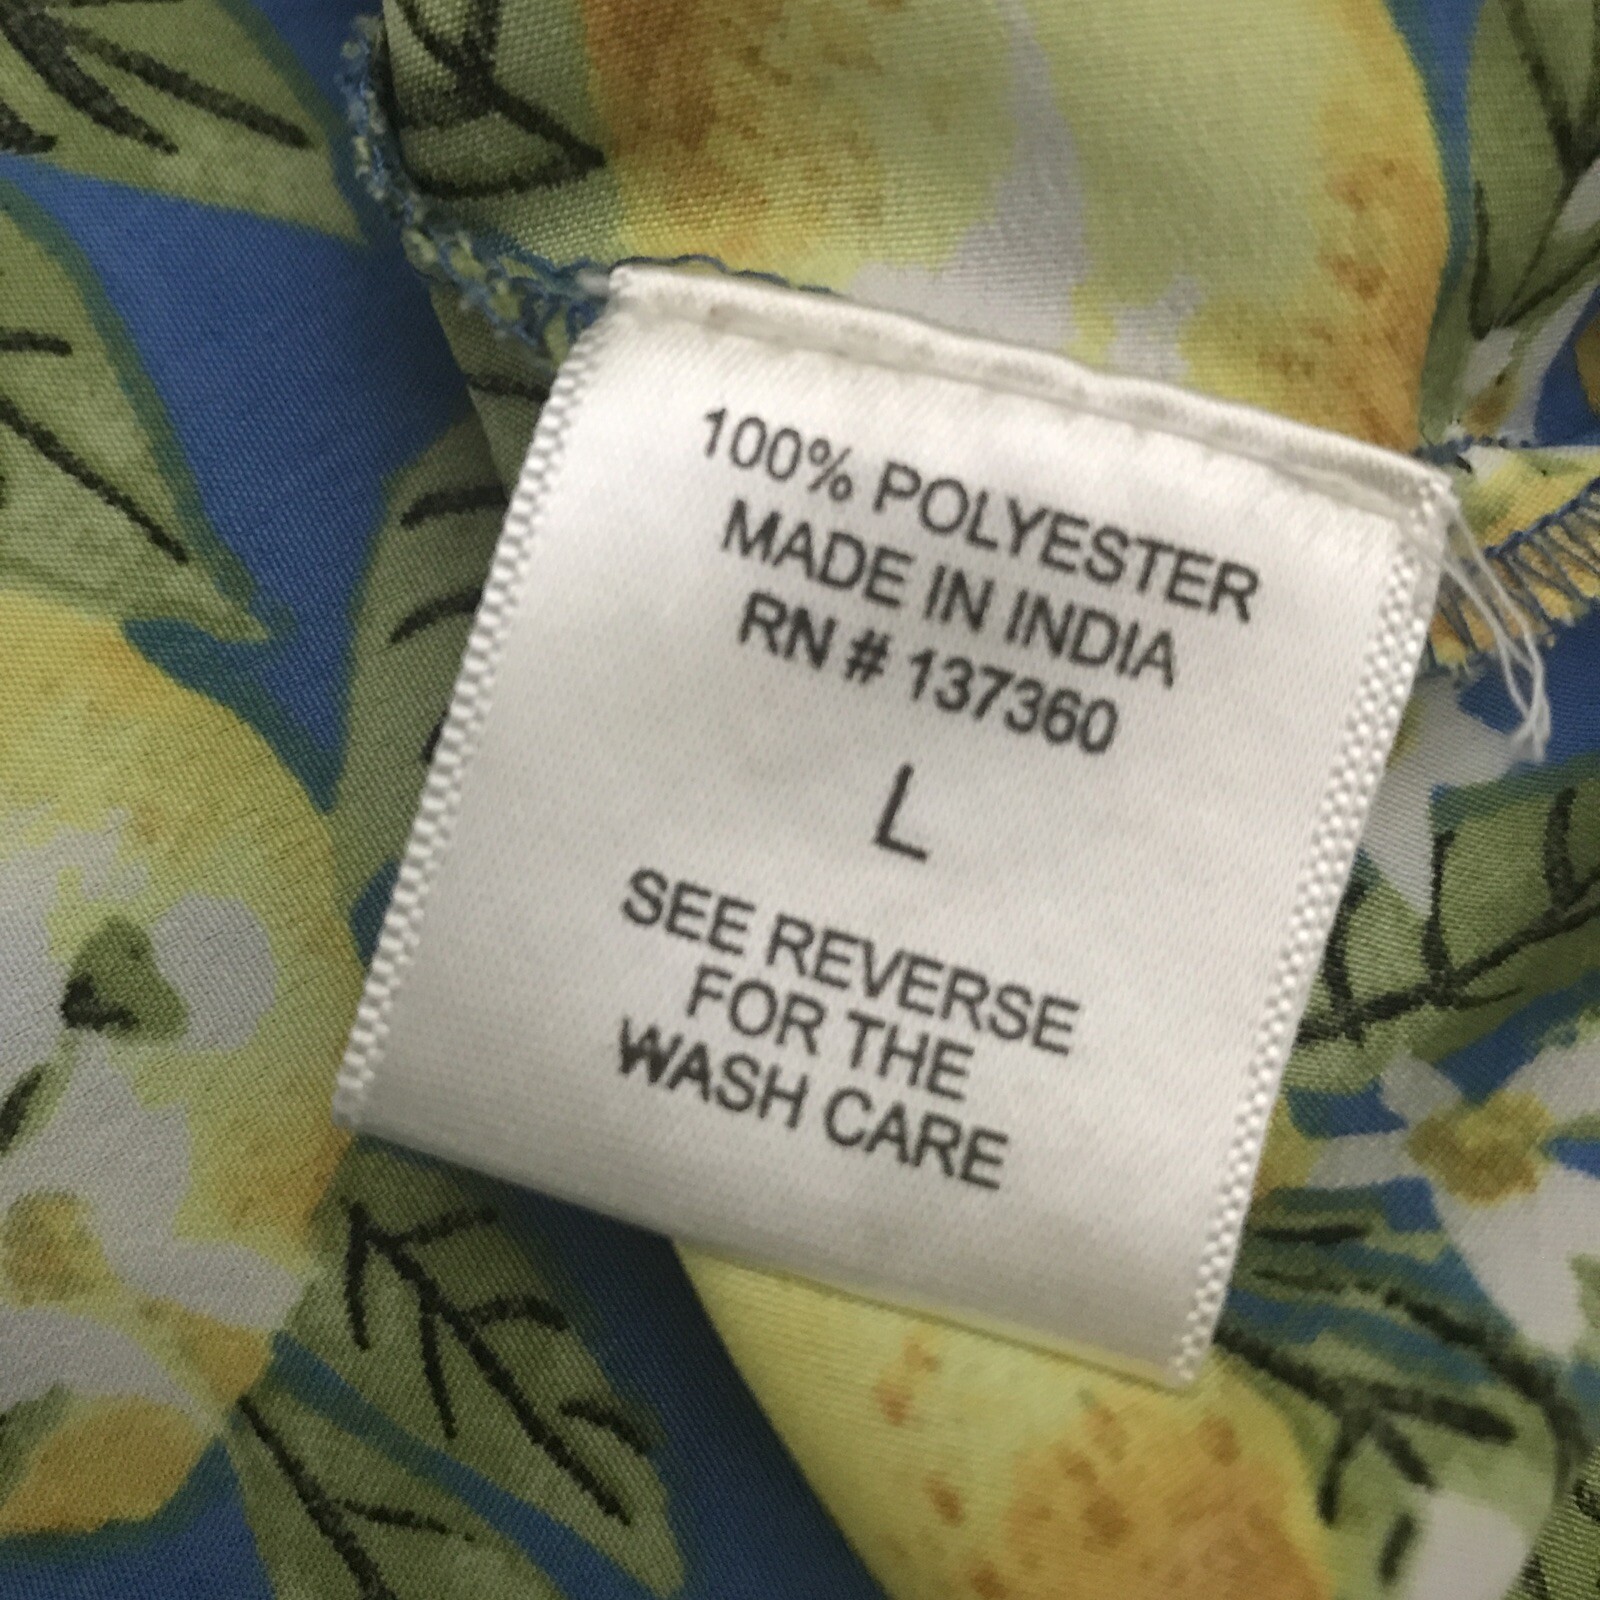 100% POLYESTER
MADE IN INDIA
RN # 137360
L
SEE REVERSE
FOR THE
WASH CARE